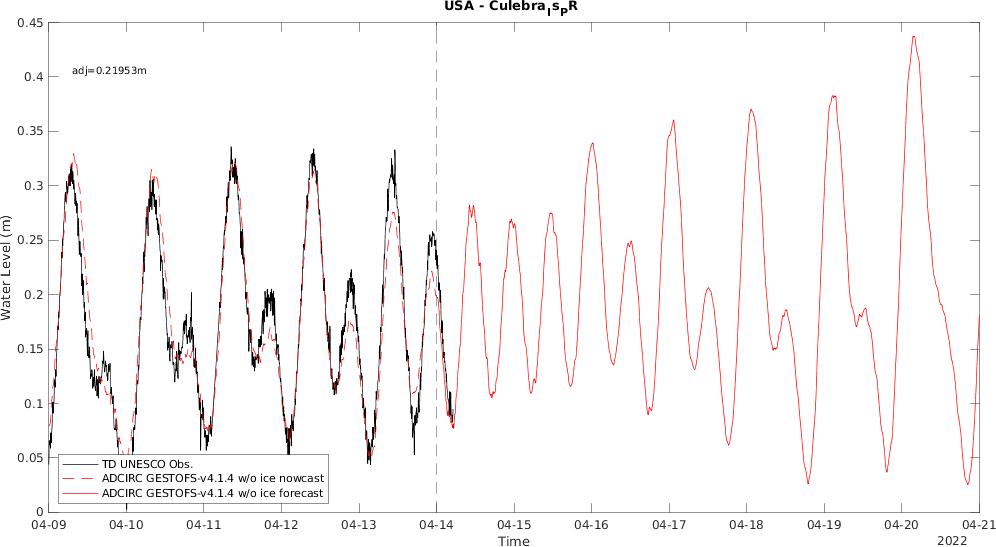 USA - Culebra_Is_PR
0.45
0.4
0.35
0.3
0.25
0.2
0.15
0.1
0.05
0
Water Level (m)
adj=0.21953m
TD UNESCO Obs.
ADCIRC GESTOFS-v4.1.4 w/o ice nowcast
ADCIRC GESTOFS-v4.1.4 w/o ice forecast
04-09 04-10 04-11 04-12 04-13 04-14 04-15 04-16 04-17 04-18 04-19 04-20 04-21
Time
2022